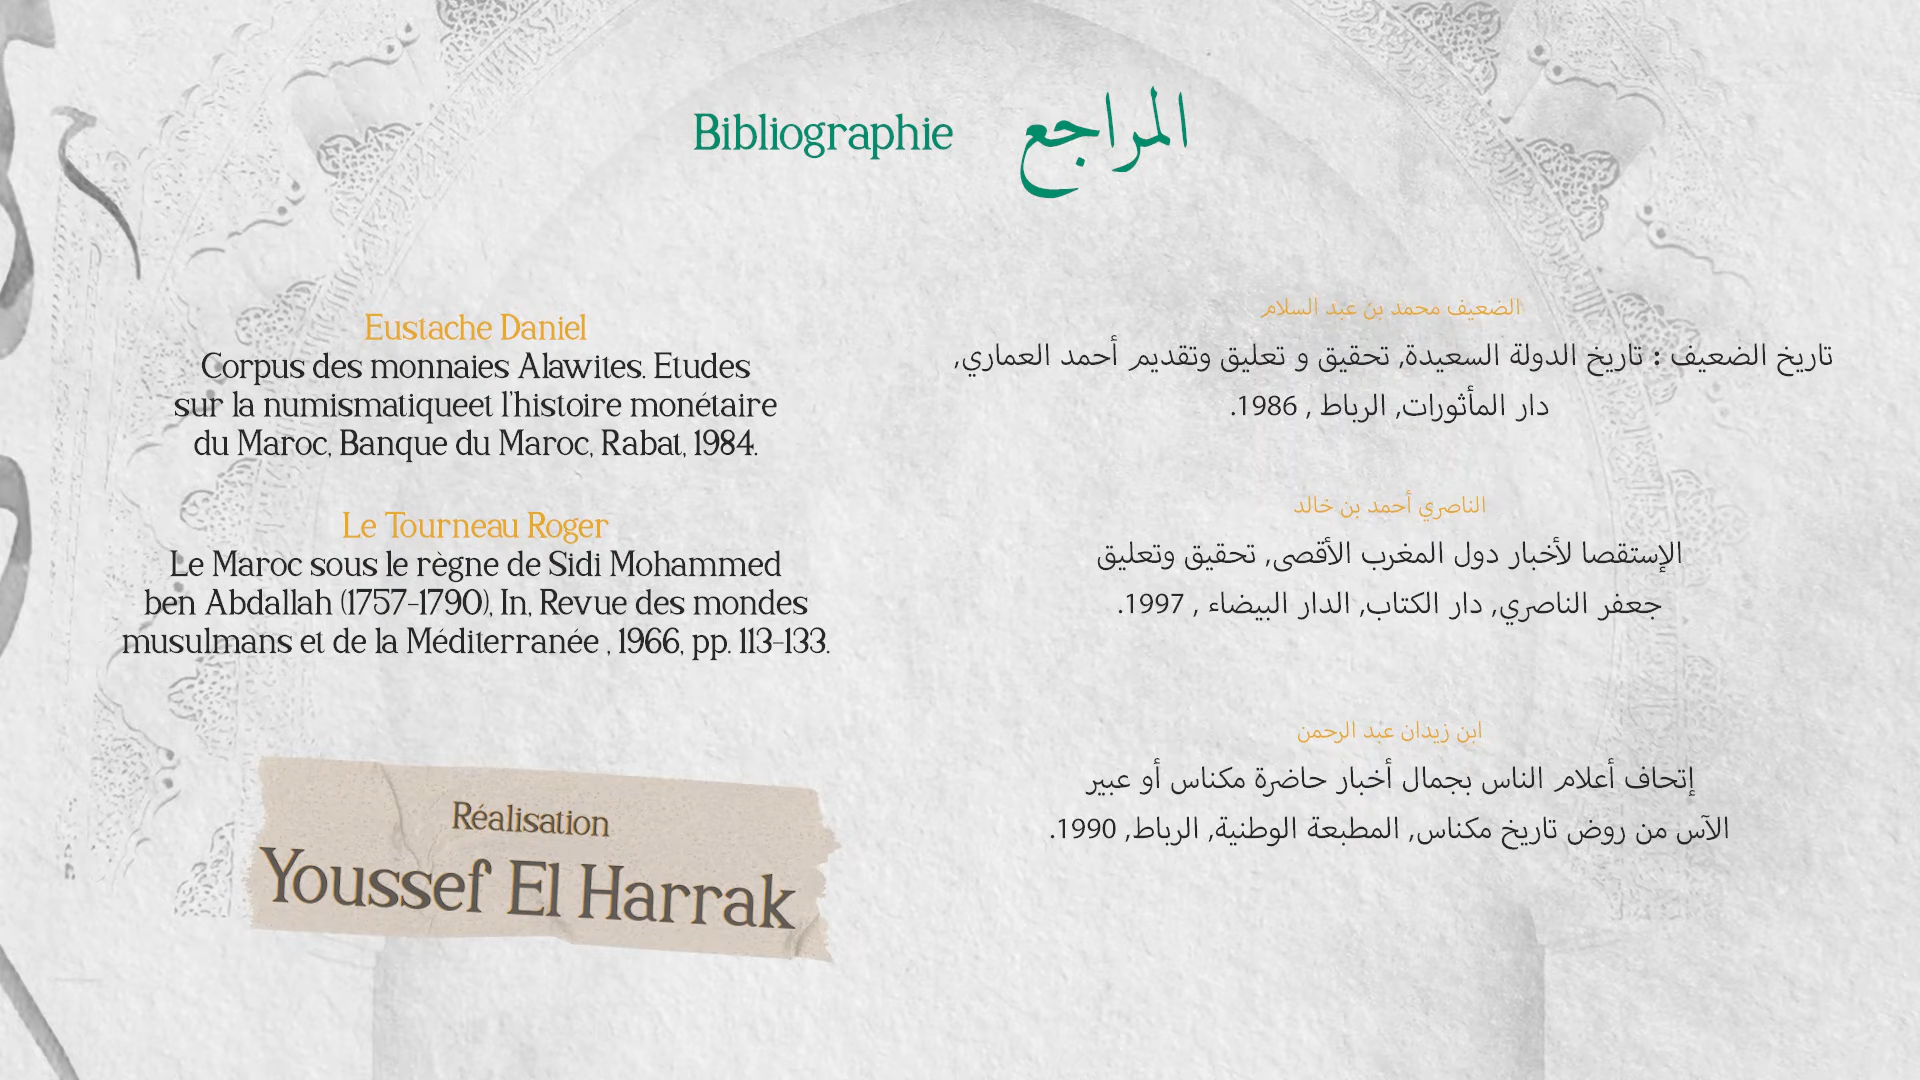 Bibliographie
المراجع
Eustache Daniel
Corpus des monnaies Alawites. Etudes
sur la numismatiqueet l'histoire monétaire
du Maroc, Banque du Maroc, Rabat, 1984.
Le Tourneau Roger
Le Maroc sous le règne de Sidi Mohammed
ben Abdallah (1757-1790), In, Revue des mondes
musulmans et de la Méditerranée , 1966, pp. 113-133.
Réalisation
Youssef El Harrak
الضعيف محمد بن عبد السلام
تاريخ الضعيف : تاريخ الدولة السعيدة, تحقيق و تعليق وتقديم أحمد العماري,
دار المأثورات, الرباط , 1986.
الناصري أحمد بن خالد
الإستقصا لأخبار دول المغرب الأقصى, تحقيق وتعليق
جعفر الناصري, دار الكتاب, الدار البيضاء , 1997.
ابن زيدان عبد الرحمن
إتحاف أعلام الناس بجمال أخبار حاضرة مكناس أو عبير
الآس من روض تاريخ مكناس, المطبعة الوطنية, الرباط, 1990.